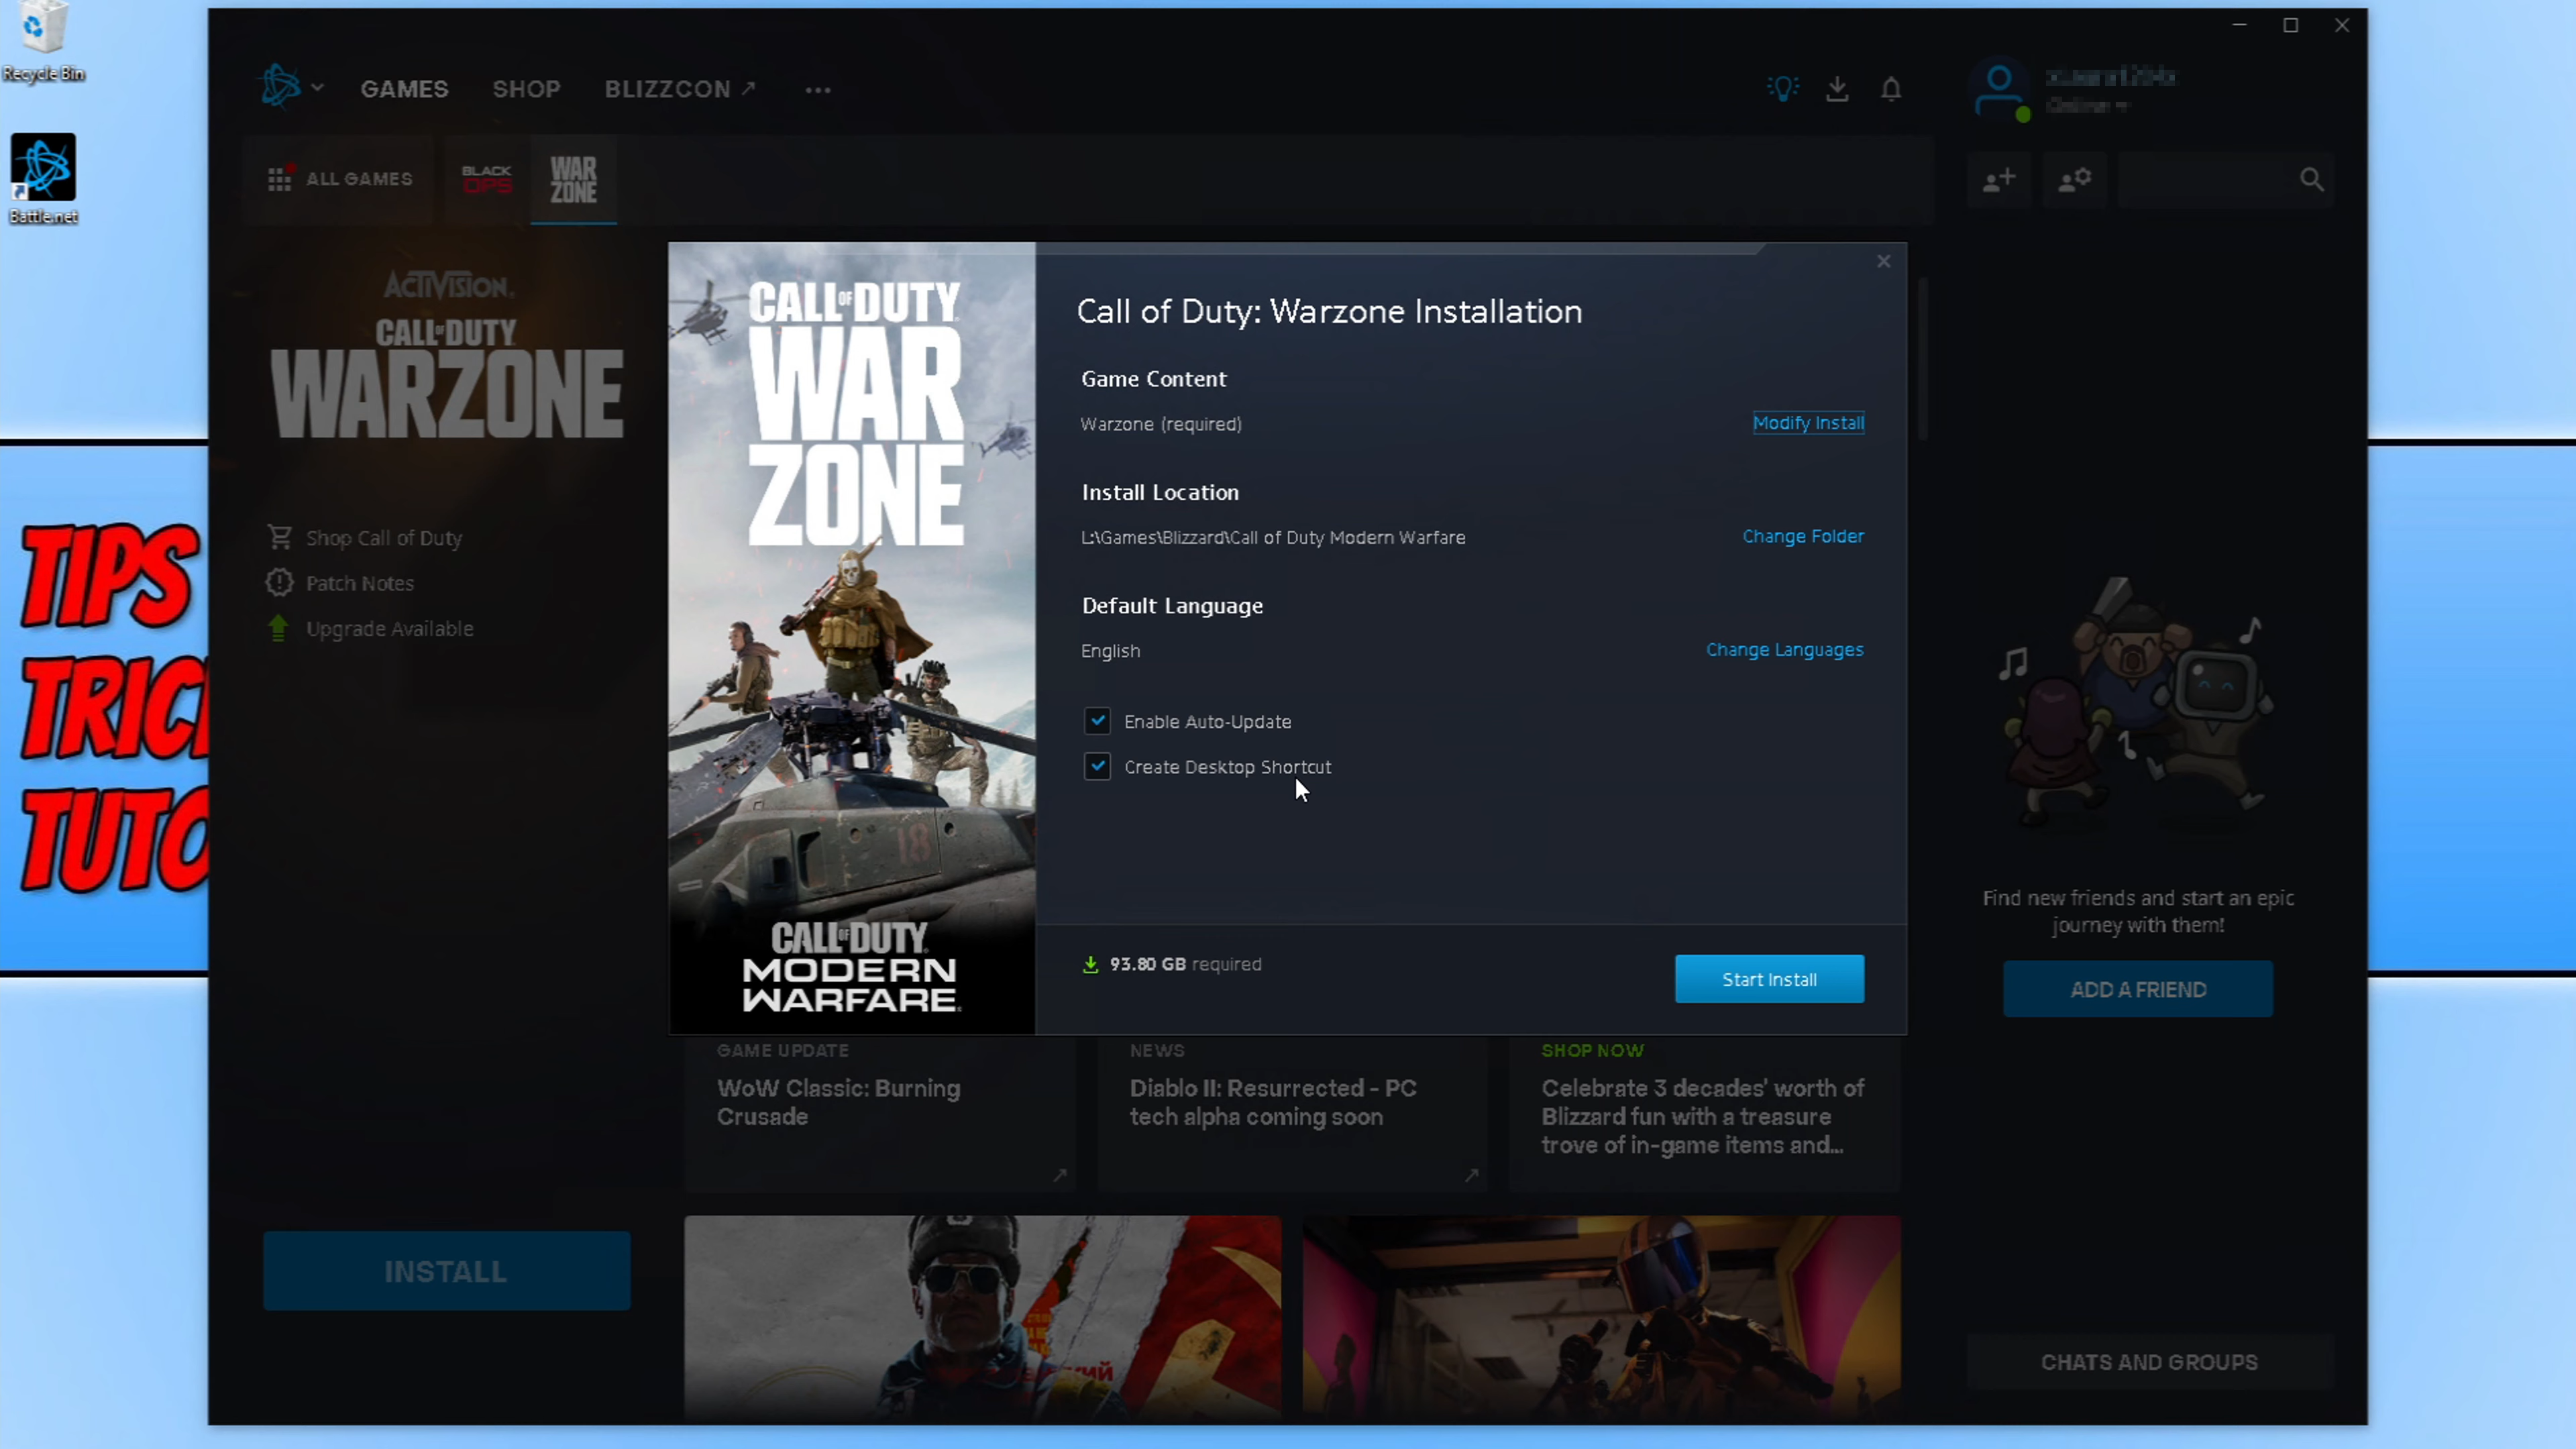 Recycle Bin
Battle.net
TIPS
TRIC
TUTO
GAMES
SHOP
BLIZZCON
ALL GAMES
BLACK
OPS
WAR
ZONE
ACTIVISION.
CALL OF DUTY
WARZONE
Shop Call of Duty
Patch Notes
Upgrade Available
INSTALL
CALL OF DUTY
WAR
ZONE
18
CALL OF DUTY
MODERN
WARFARE
Call of Duty: Warzone Installation
Game Content
Warzone (required)
Modify Install
Install Location
L:\Games\Blizzard\Call of Duty Modern Warfare
Change Folder
Default Language
English
Change Languages
Enable Auto-Update
Create Desktop Shortcut
93.80 GB required
Start Install
GAME UPDATE
WoW Classic: Burning
Crusade
NEWS
Diablo II: Resurrected - PC
tech alpha coming soon
SHOP NOW
Celebrate 3 decades' worth of
Blizzard fun with a treasure
trove of in-game items and...
Find new friends and start an epic
journey with them!
ADD A FRIEND
CHATS AND GROUPS